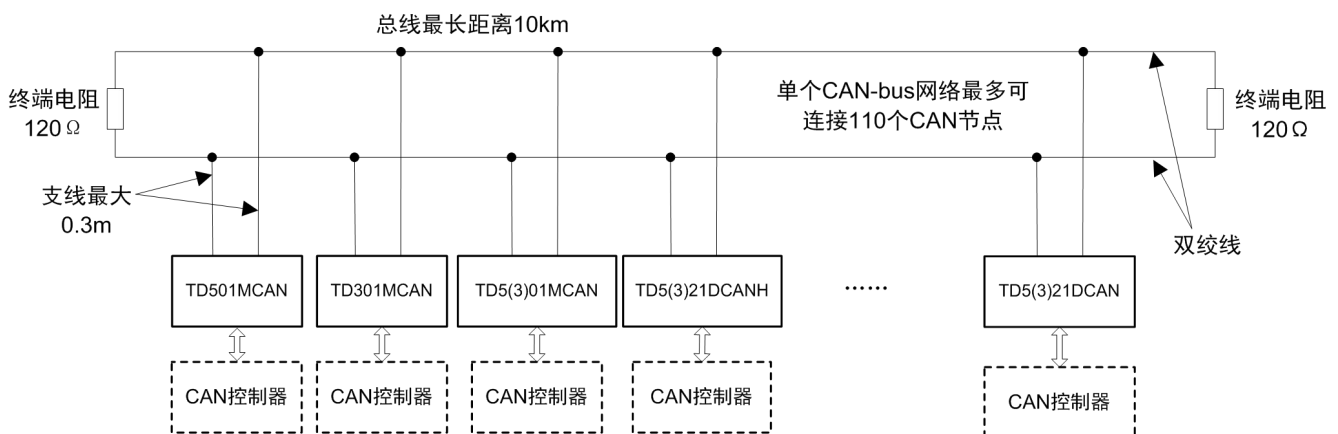 总线最长距离10km
终端电阻
120Ω
单个CAN-bus网络最多可
连接110个CAN节点
终端电阻
120Ω
支线最大
0.3m
双绞线
TD501MCAN
TD301MCAN
TD5(3)01MCAN
TD5(3)21DCANH
……
TD5(3)21DCAN
CAN控制器
CAN控制器
CAN控制器
CAN控制器
CAN控制器